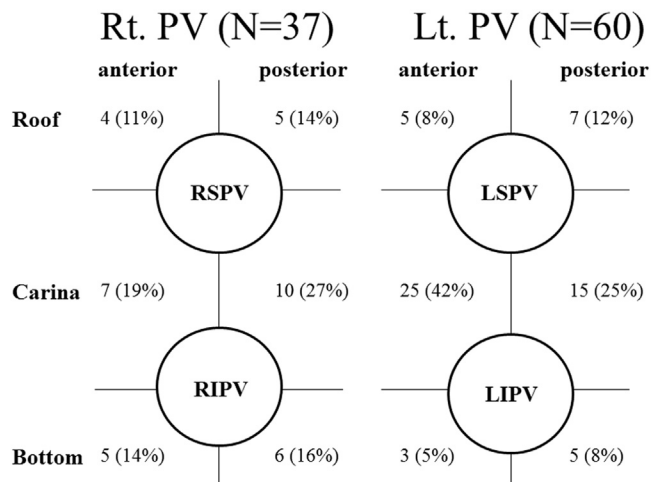 Rt. PV (N=37) Lt. PV (N=60)
anterior posterior anterior posterior
Roof 4 (11%) 5 (14%) 5 (8%) 7 (12%)
RSPV LSPV
Carina 7 (19%) 10 (27%) 25 (42%) 15 (25%)
RIPV LIPV
Bottom 5 (14%) 6 (16%) 3 (5%) 5 (8%)